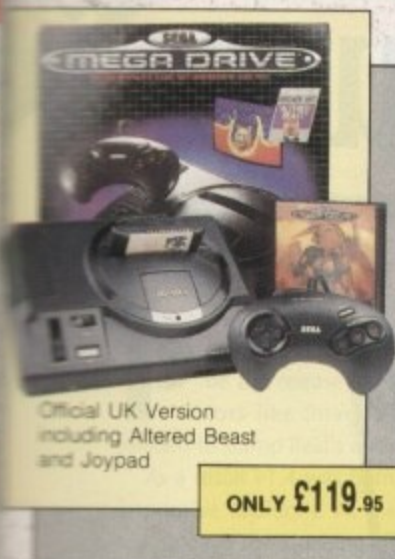 SEGA
MEGA DRIVE
SEGA
Official UK Version
including Altered Beast
and Joypad
ONLY £119.95